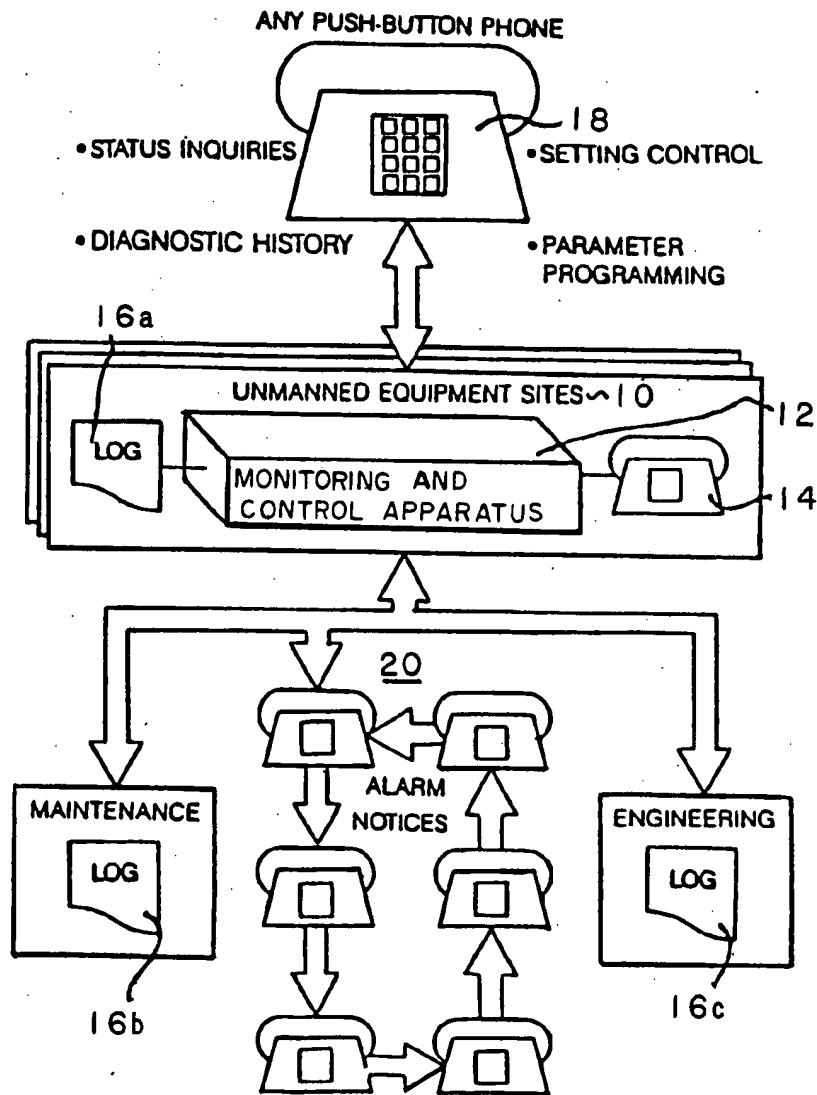 ANY PUSH-BUTTON PHONE
18
• STATUS INQUIRIES
• SETTING CONTROL
• DIAGNOSTIC HISTORY
• PARAMETER
PROGRAMMING
16a
UNMANNED EQUIPMENT SITES ~10
12
LOG
MONITORING AND
CONTROL APPARATUS
14
20
ALARM
NOTICES
MAINTENANCE
LOG
16b
ENGINEERING
LOG
16c